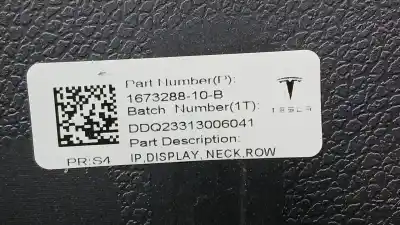 Part Number(P):
1673288-10-B
Batch Number(1T):
TESLA
DDQ23313006041
Part Description:
PR:S4
IP,DISPLAY, NECK,ROW